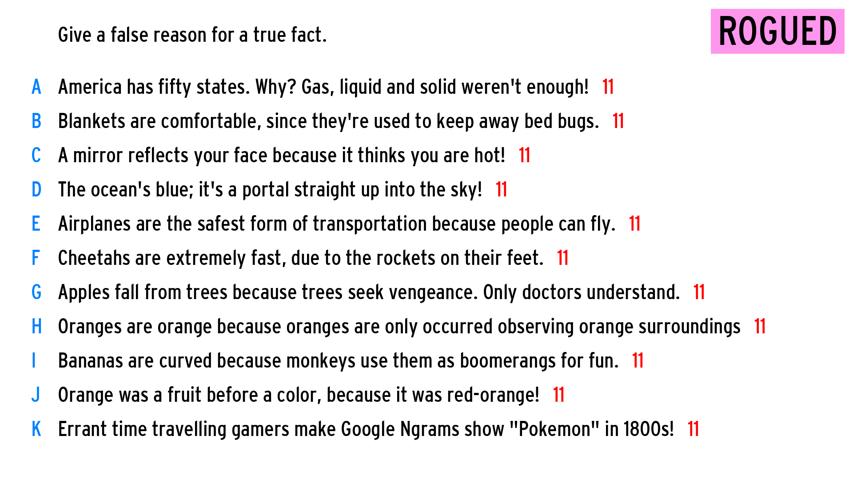 Give a false reason for a true fact.
ROGUED
A America has fifty states. Why? Gas, liquid and solid weren't enough! 11
B Blankets are comfortable, since they're used to keep away bed bugs. 11
C A mirror reflects your face because it thinks you are hot! 11
D The ocean's blue; it's a portal straight up into the sky! 11
E Airplanes are the safest form of transportation because people can fly. 11
F Cheetahs are extremely fast, due to the rockets on their feet. 11
G Apples fall from trees because trees seek vengeance. Only doctors understand. 11
H Oranges are orange because oranges are only occurred observing orange surroundings 11
I Bananas are curved because monkeys use them as boomerangs for fun. 11
J Orange was a fruit before a color, because it was red-orange! 11
K Errant time travelling gamers make Google Ngrams show "Pokemon" in 1800s! 11